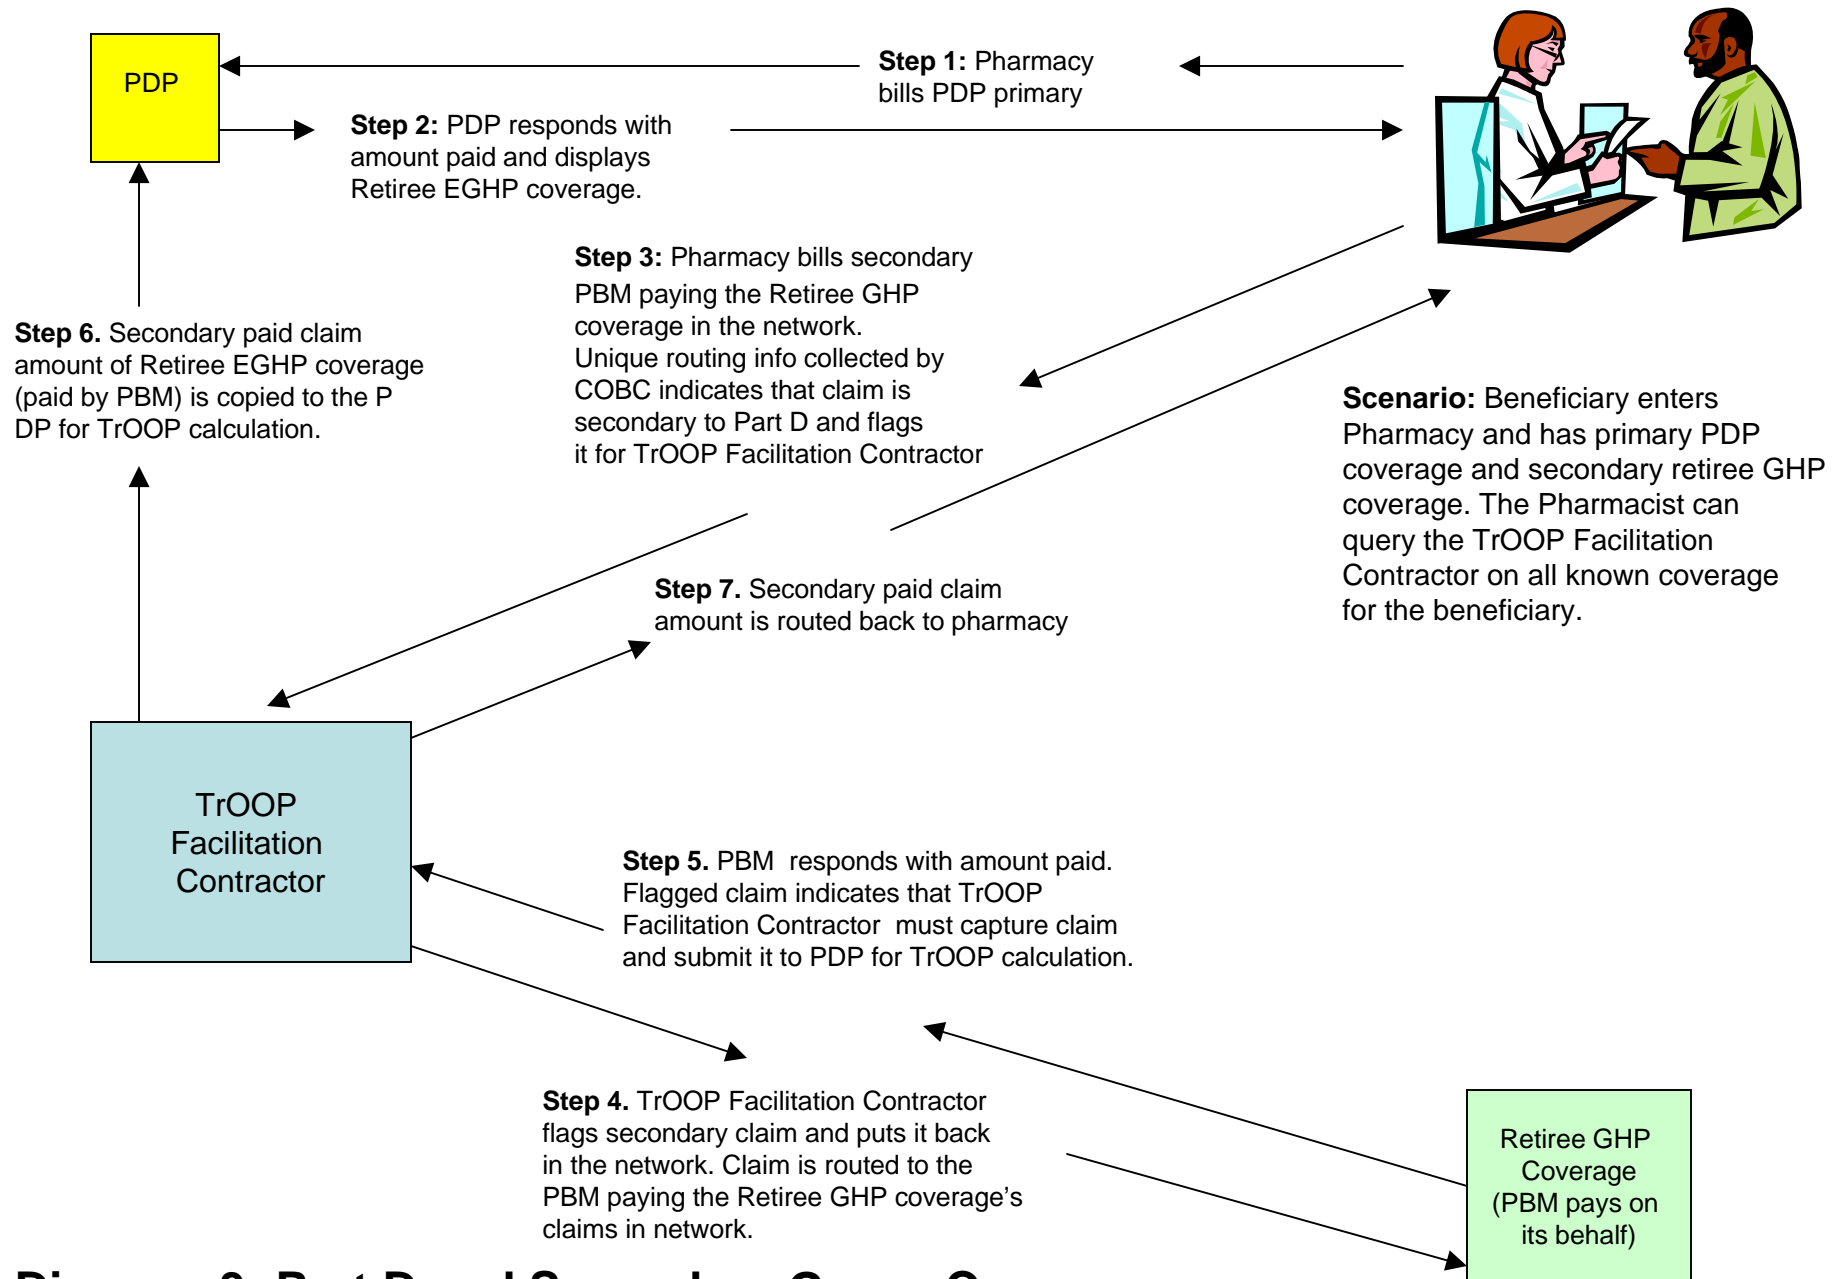 PDP
Step 1: Pharmacy
bills PDP primary
Step 2: PDP responds with
amount paid and displays
Retiree EGHP coverage.
Step 3: Pharmacy bills secondary
PBM paying the Retiree GHP
coverage in the network.
Unique routing info collected by
COBC indicates that claim is
secondary to Part D and flags
it for TrOOP Facilitation Contractor
Step 6. Secondary paid claim
amount of Retiree EGHP coverage
(paid by PBM) is copied to the P
DP for TrOOP calculation.
Scenario: Beneficiary enters
Pharmacy and has primary PDP
coverage and secondary retiree GHP
coverage. The Pharmacist can
query the TrOOP Facilitation
Contractor on all known coverage
for the beneficiary.
Step 7. Secondary paid claim
amount is routed back to pharmacy
TrOOP
Facilitation
Contractor
Step 5. PBM  responds with amount paid.
Flagged claim indicates that TrOOP
Facilitation Contractor  must capture claim
and submit it to PDP for TrOOP calculation.
Step 4. TrOOP Facilitation Contractor
flags secondary claim and puts it back
in the network. Claim is routed to the
PBM paying the Retiree GHP coverage’s
claims in network.
Retiree GHP
Coverage
(PBM pays on
its behalf)